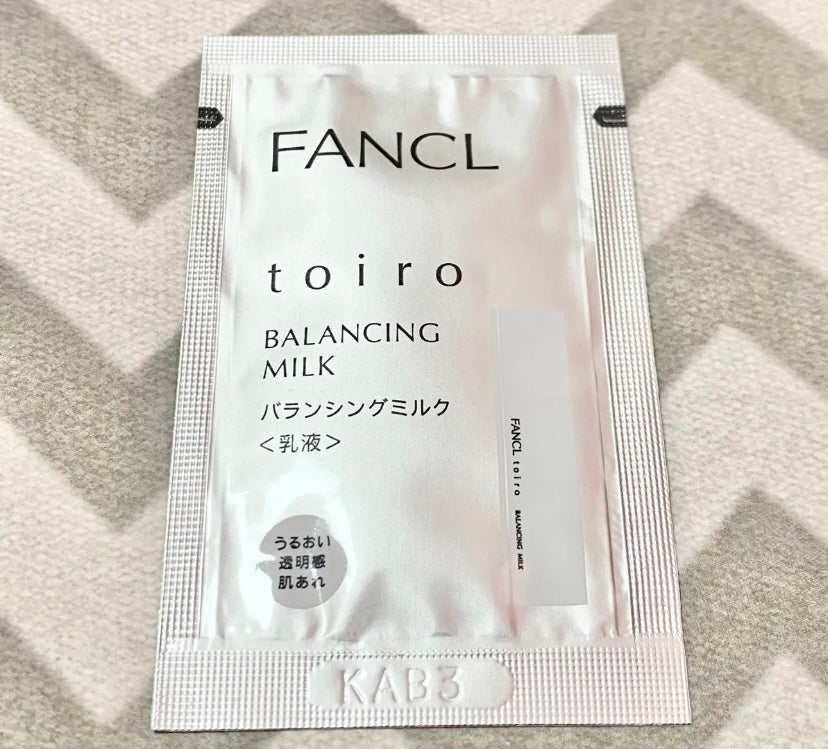 FANCL
toiro
BALANCING
MILK
バランシングミルク
<乳液>
FANCL toiro BALANCING MILK
うるおい
透明感
肌あれ
KAB3